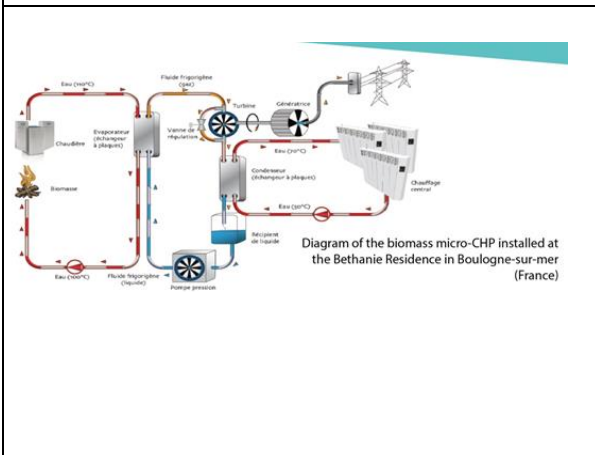 Eau (110°C)
Fluide frigorigène
(gaz)
Turbine
Génératrice
Chaudière
Evaporateur
(échangeur
à plaques)
Vanne de
régulation
Eau (70°C)
Biomasse
Condenseur
(échangeur à plaques)
Chauffage
central
Eau (50°C)
Récipient
de liquide
Eau (100°C)
Fluide frigorigène
(liquide)
Pompe pression
Diagram of the biomass micro-CHP installed at
the Bethanie Residence in Boulogne-sur-mer
(France)